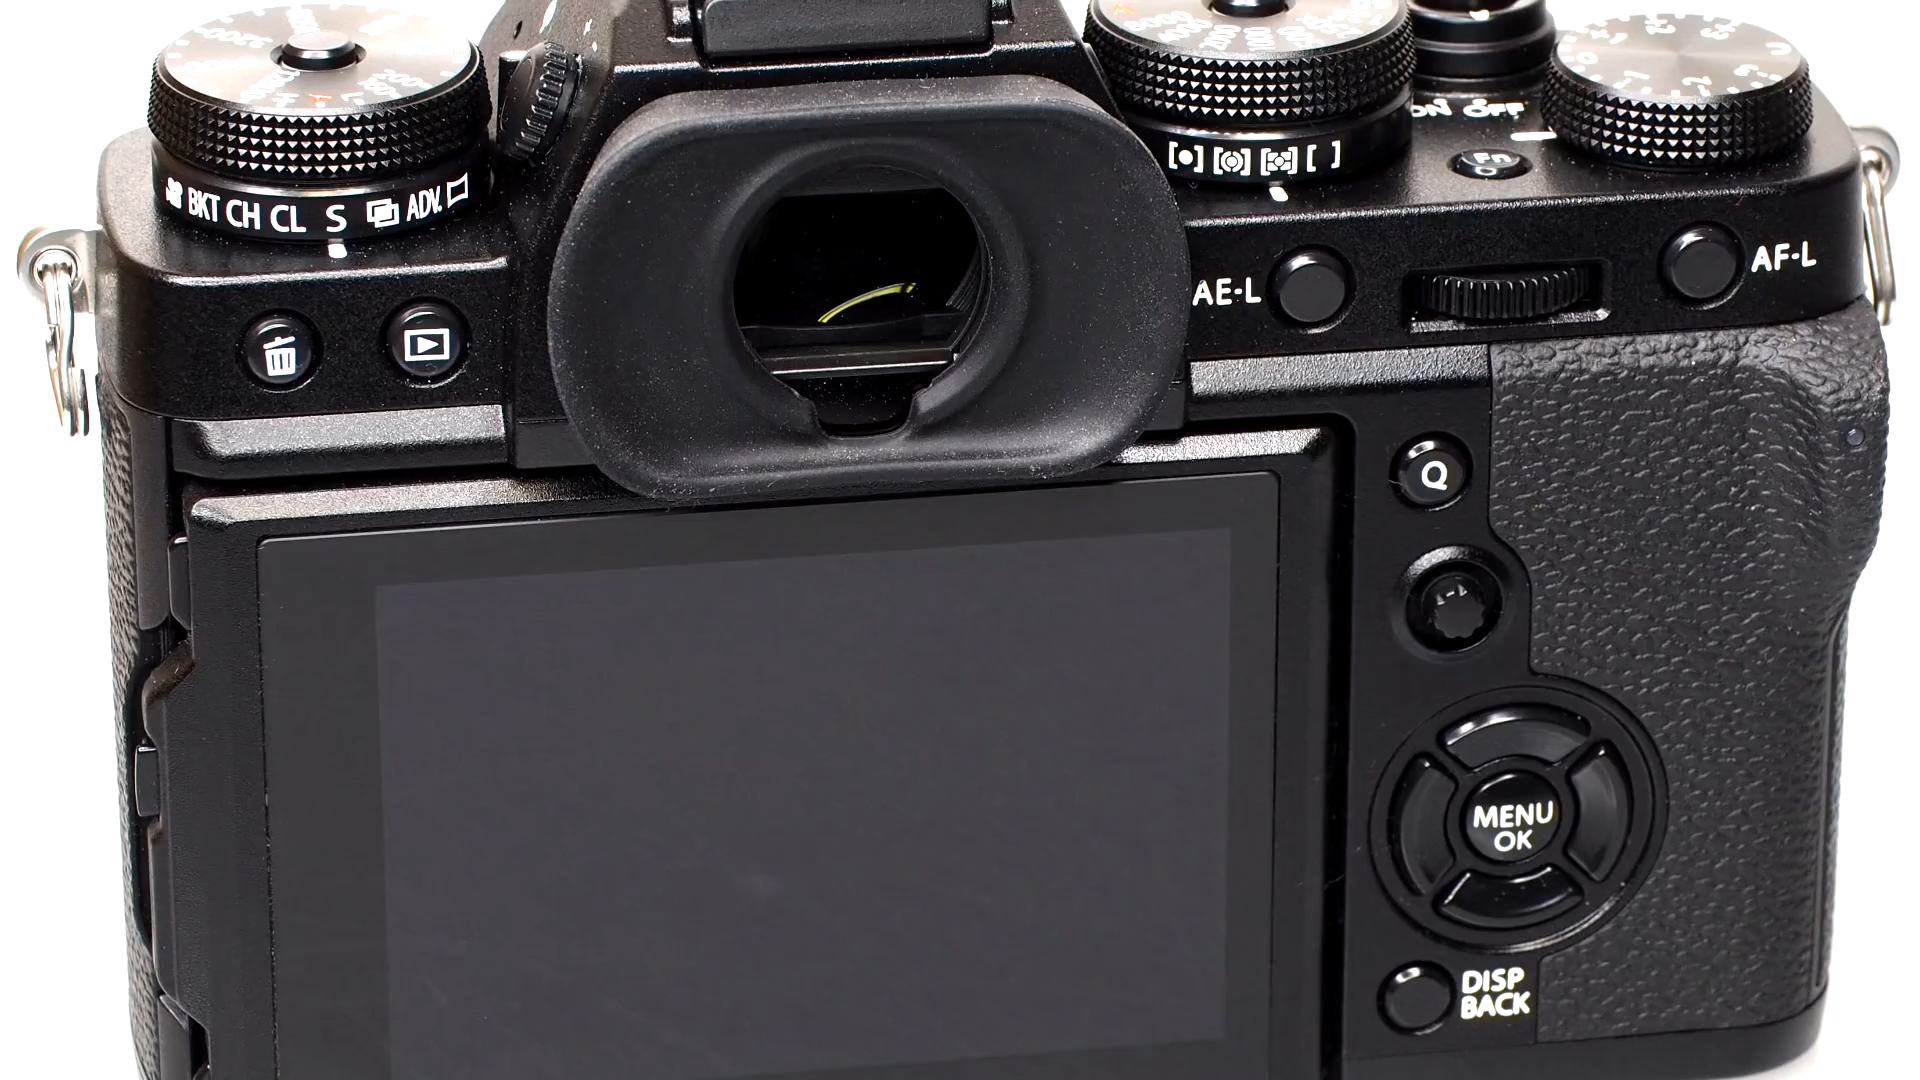 BKT CH CL S ADV.
ON OFF
Fn
AE-L
AF-L
Q
MENU
OK
DISP
BACK